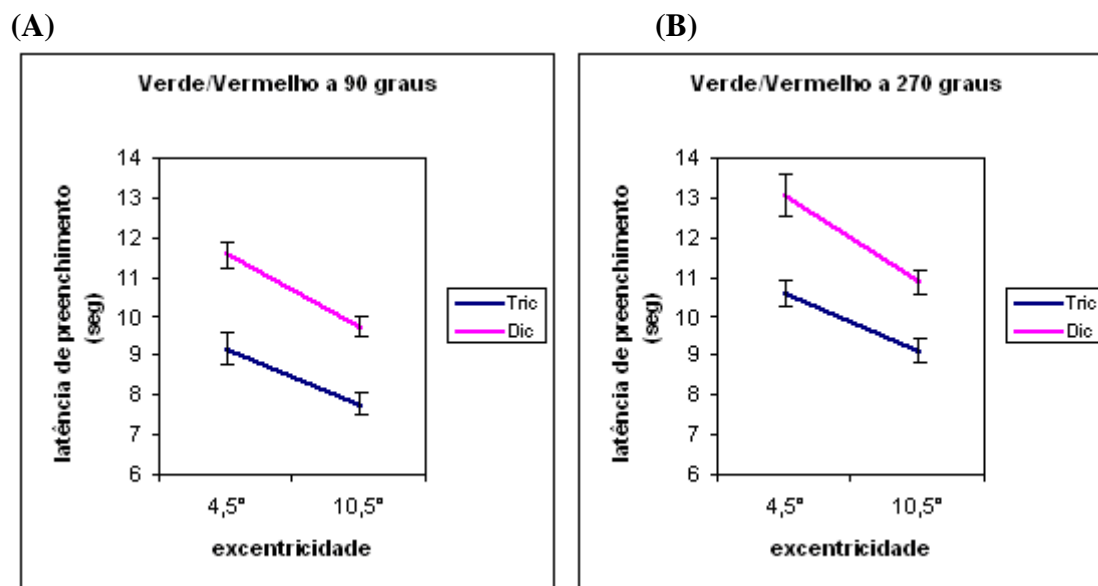 (A)
Verde/Vermelho a 90 graus
latência de preenchimento
(seg)
14
13
12
11
10
9
8
7
6
4,5°
10,5°
excentricidade
Tric
Dic
(B)
Verde/Vermelho a 270 graus
latência de preenchimento
(seg)
14
13
12
11
10
9
8
7
6
4,5°
10,5°
excentricidade
Tric
Dic